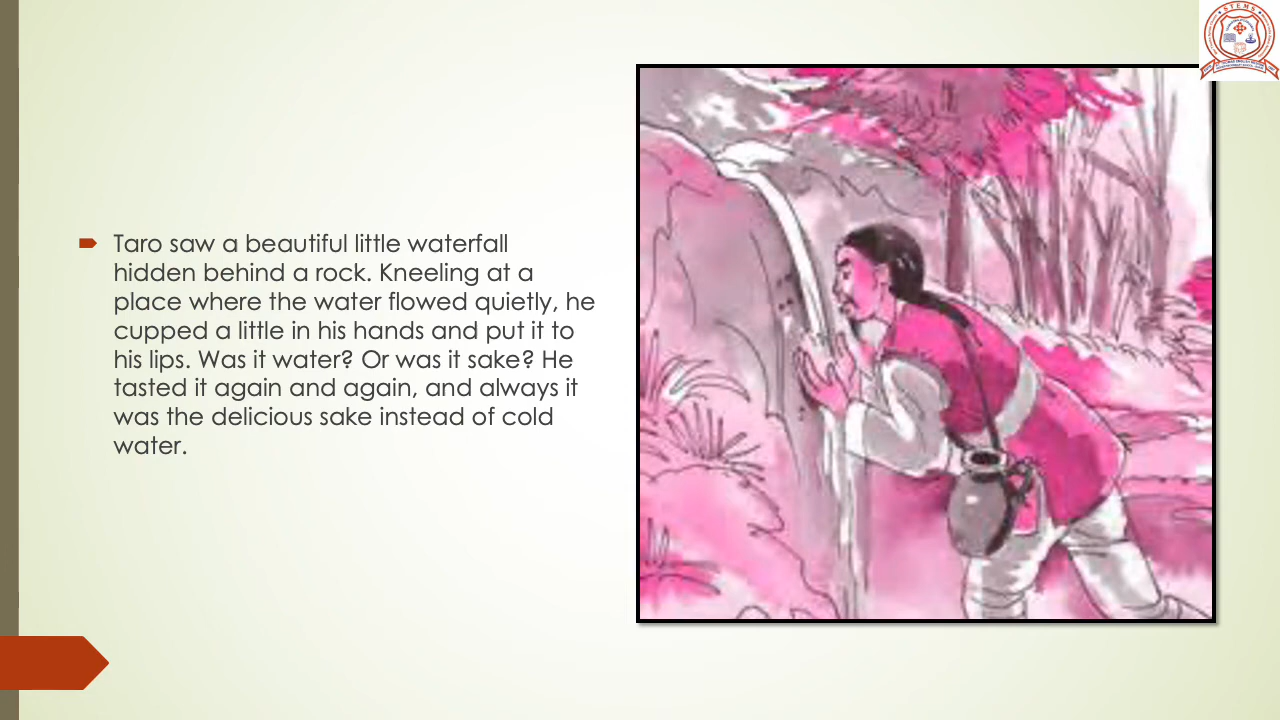 STEMS
Taro saw a beautiful little waterfall
hidden behind a rock. Kneeling at a
place where the water flowed quietly, he
cupped a little in his hands and put it to
his lips. Was it water? Or was it sake? He
tasted it again and again, and always it
was the delicious sake instead of cold
water.